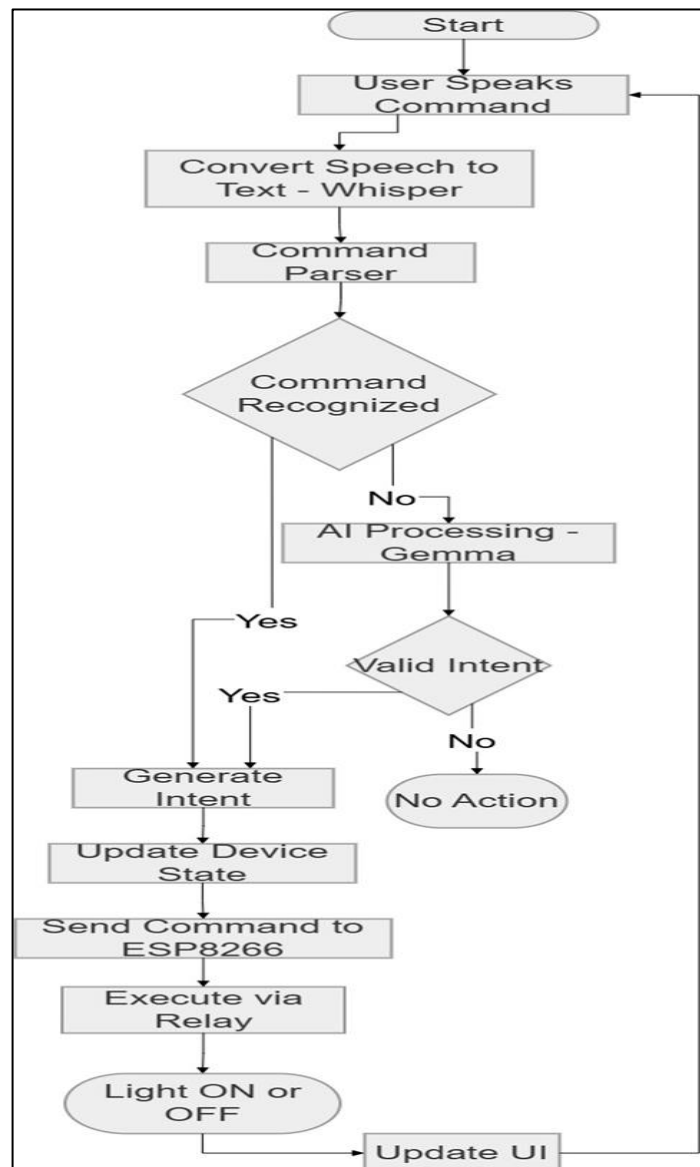 Start
User Speaks
Command
Convert Speech to
Text - Whisper
Command
Parser
Command
Recognized
No
AI Processing -
Gemma
Yes
Valid Intent
Yes
No
Generate
Intent
No Action
Update Device
State
Send Command to
ESP8266
Execute via
Relay
Light ON or
OFF
Update UI